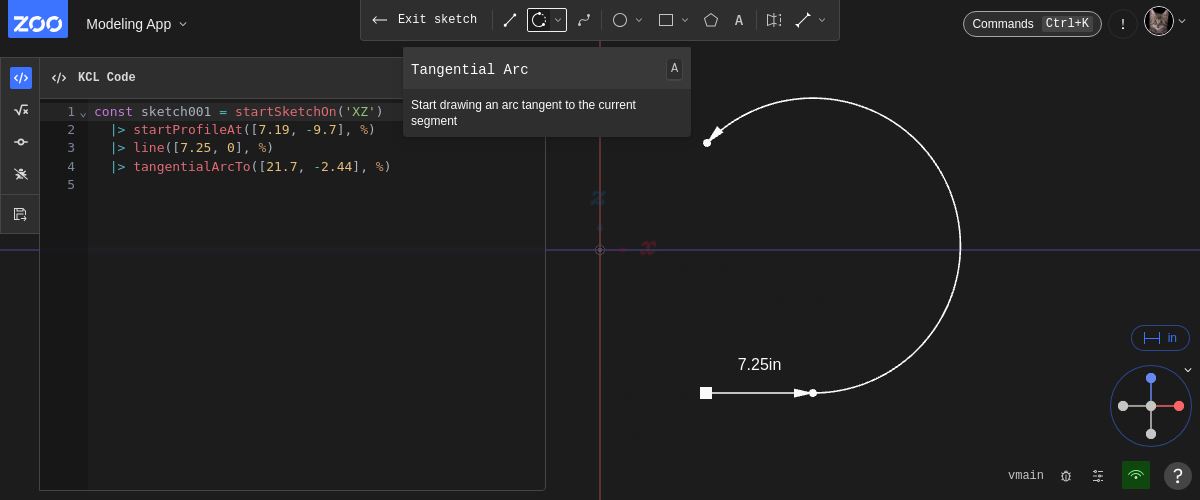 ZOO
Modeling App
Exit sketch
A
Commands Ctrl+K
!
KCL Code
Tangential Arc A
Start drawing an arc tangent to the current
segment
1 const sketch001 = startSketchOn('XZ')
2 |> startProfileAt([7.19, -9.7], %)
3 |> line([7.25, 0], %)
4 |> tangentialArcTo([21.7, -2.44], %)
5
z
x
7.25in
in
vmain
?